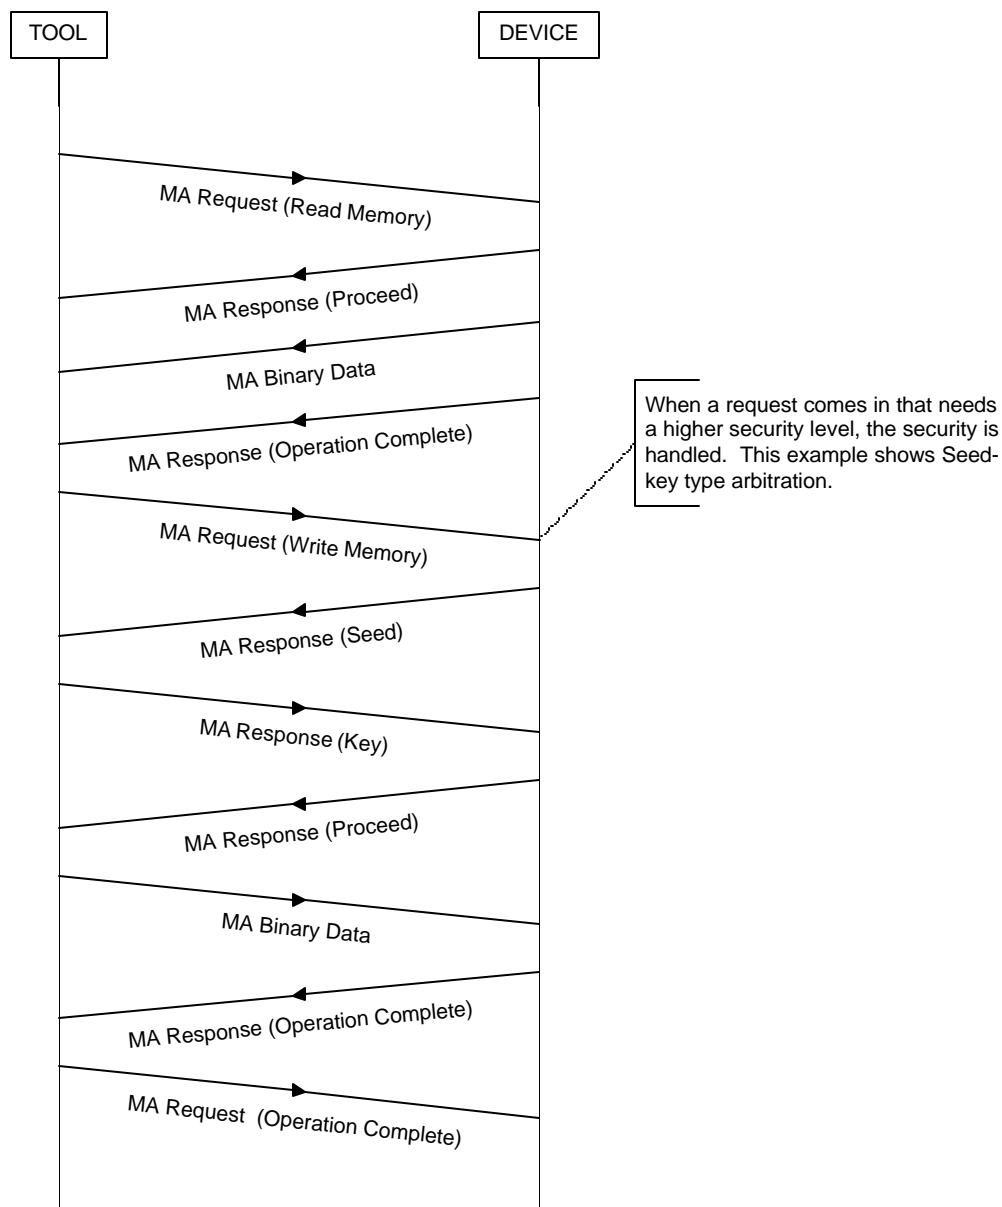 TOOL
DEVICE
MA Request (Read Memory)
MA Response (Proceed)
MA Binary Data
MA Response (Operation Complete)
When a request comes in that needs
a higher security level, the security is
handled.  This example shows Seed-
key type arbitration.
MA Request (Write Memory)
MA Response (Seed)
MA Response (Key)
MA Response (Proceed)
MA Binary Data
MA Response (Operation Complete)
MA Request  (Operation Complete)